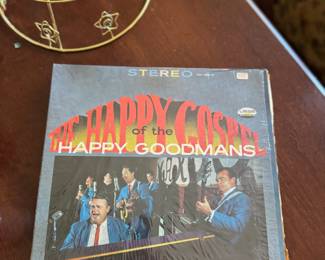 STEREO
THE HAPPY GOSPEL
of the
HAPPY GOODMANS